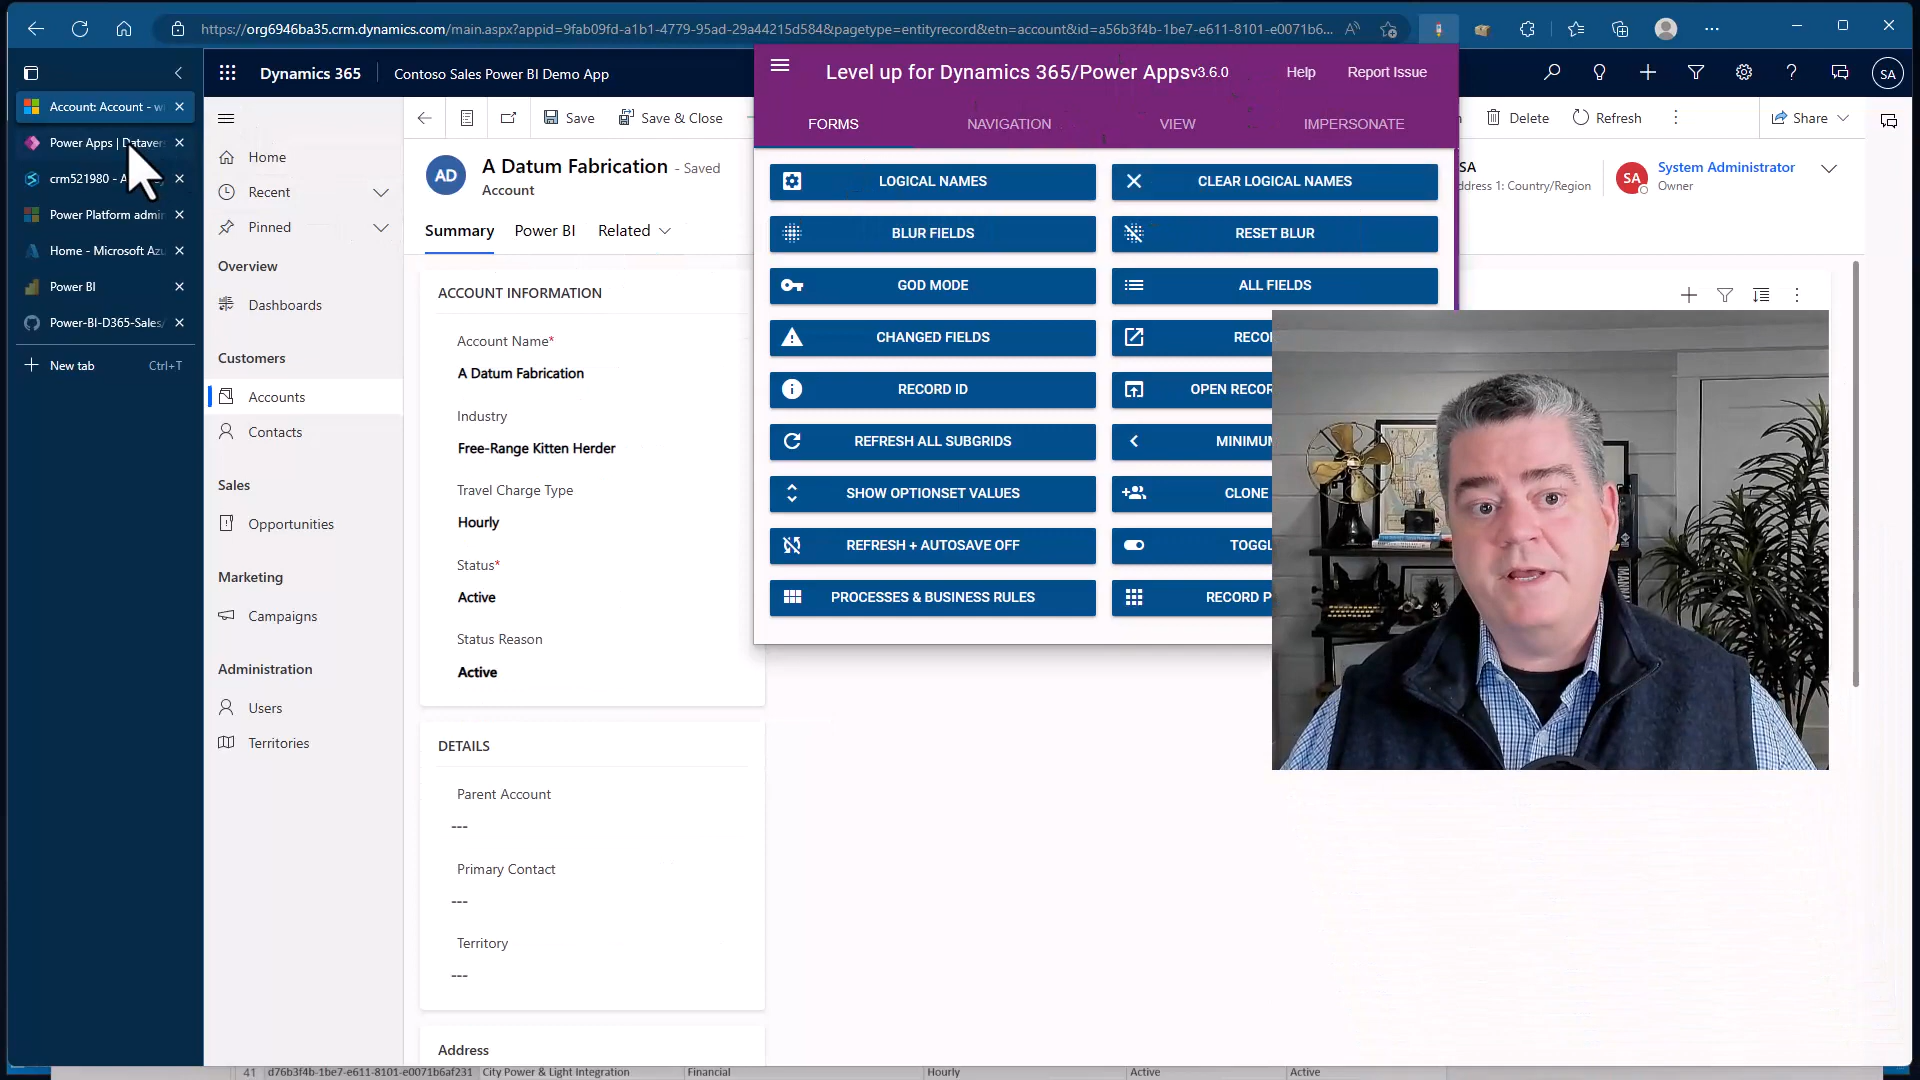 https://org6946ba35.crm.dynamics.com/main.aspx?appid=9fab09fd-a1b1-4779-95ad-29a44215d584&pagetype=entityrecord&etn=account&id=a56b3f4b-1be7-e611-8101-e0071b6...
Account: Account - w
Power Apps | Datavers
crm521980 - A
Power Platform admin
Home - Microsoft Azu
Power BI
Power-BI-D365-Sales/
New tab Ctrl+T
Dynamics 365
Contoso Sales Power BI Demo App
SA
Home
Recent
Pinned
Overview
Dashboards
Customers
Accounts
Contacts
Sales
Opportunities
Marketing
Campaigns
Administration
Users
Territories
Save
Save & Close
Delete
Refresh
Share
AD
A Datum Fabrication - Saved
Account
SA
ddress 1: Country/Region
SA
System Administrator
Owner
Summary
Power BI
Related
ACCOUNT INFORMATION
Account Name*
A Datum Fabrication
Industry
Free-Range Kitten Herder
Travel Charge Type
Hourly
Status*
Active
Status Reason
Active
DETAILS
Parent Account
---
Primary Contact
---
Territory
---
Address
Level up for Dynamics 365/Power Appsv3.6.0
Help
Report Issue
FORMS
NAVIGATION
VIEW
IMPERSONATE
LOGICAL NAMES
CLEAR LOGICAL NAMES
BLUR FIELDS
RESET BLUR
GOD MODE
ALL FIELDS
CHANGED FIELDS
RECO
RECORD ID
OPEN RECOR
REFRESH ALL SUBGRIDS
MINIMUM
SHOW OPTIONSET VALUES
CLONE
REFRESH + AUTOSAVE OFF
TOGGL
PROCESSES & BUSINESS RULES
RECORD P
41 d76b3f4b-1be7-e611-8101-e0071b6af231 City Power & Light Integration Financial Hourly Active Active